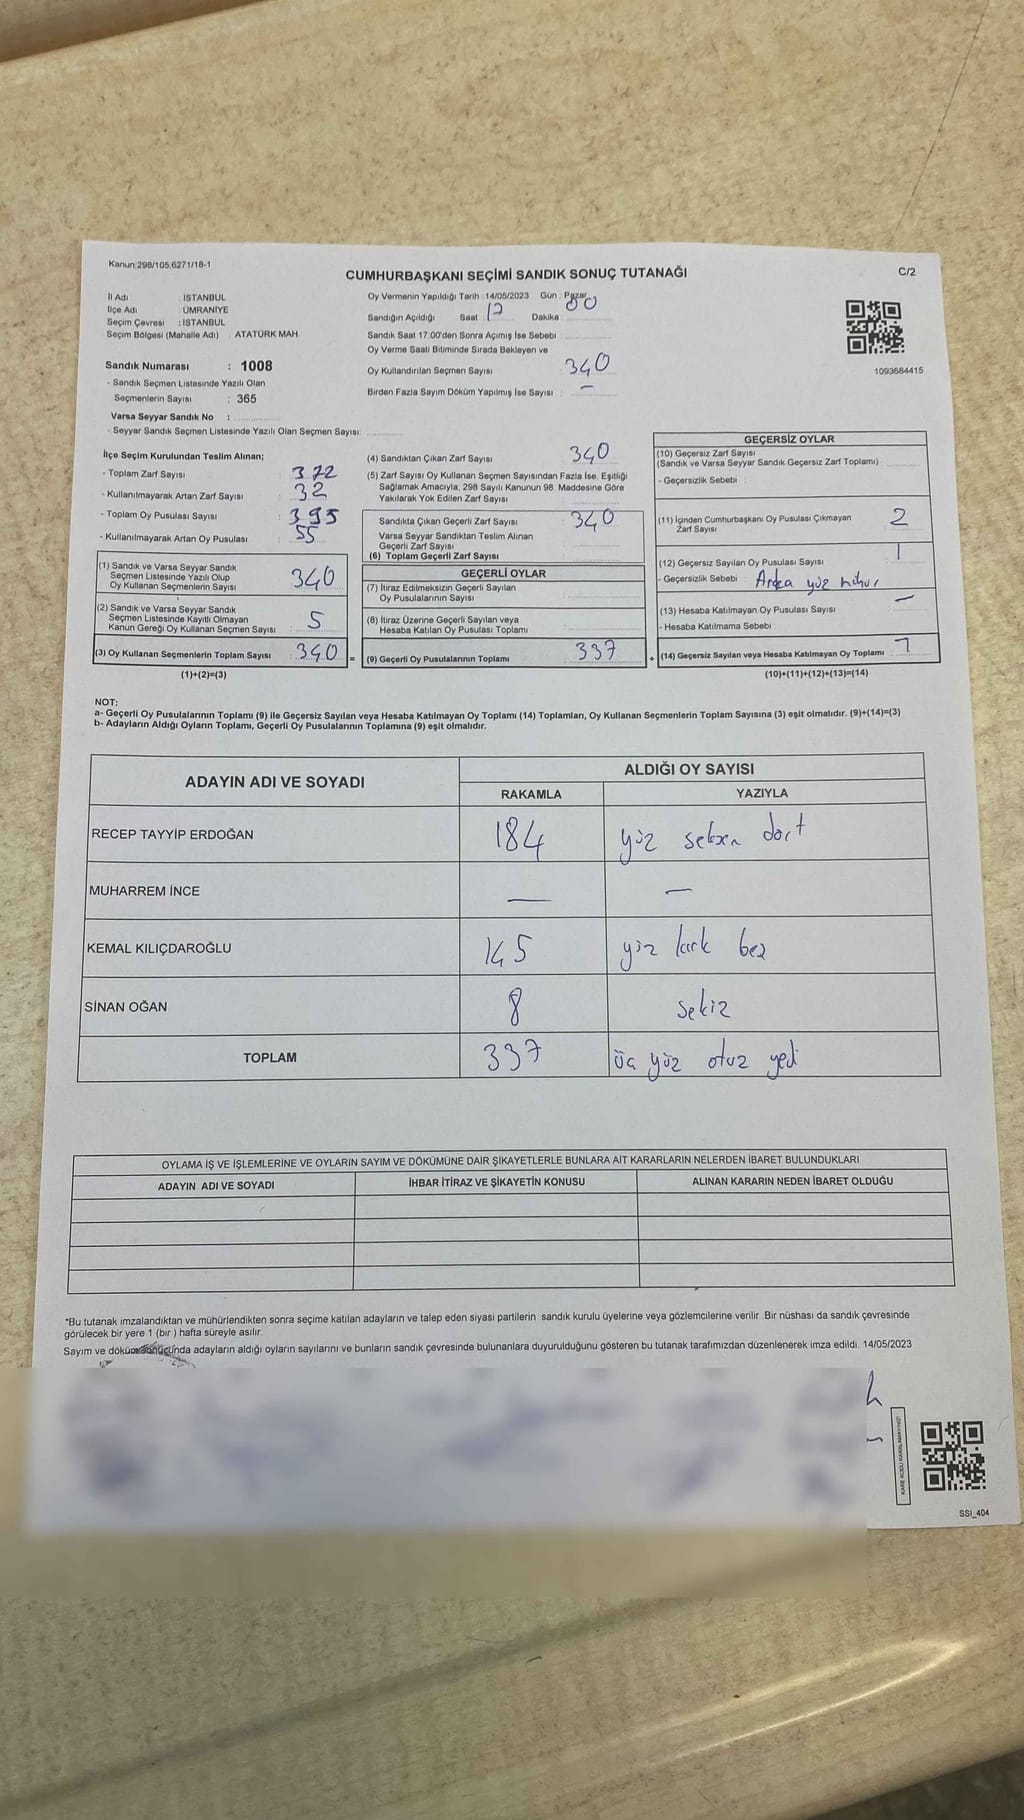 Kanun:298/105,6271/18-1
CUMHURBAŞKANI SEÇİMİ SANDIK SONUÇ TUTANAĞI
C/2
İl Adı : İSTANBUL
İlçe Adı : ÜMRANİYE
Seçim Çevresi : İSTANBUL
Seçim Bölgesi (Mahalle Adı) ATATÜRK MAH.
Oy Vermenin Yapıldığı Tarih :14/05/2023 Gün : Pazar
Sandığın Açıldığı Saat 17 Dakika : 00
Sandık Saat 17:00'den Sonra Açımış İse Sebebi :
Oy Verme Saati Bitiminde Sırada Bekleyen ve
Oy Kullandırılan Seçmen Sayısı : 340
Birden Fazla Sayım Döküm Yapılmış İse Sayısı : —
1093684415
Sandık Numarası : 1008
- Sandık Seçmen Listesinde Yazılı Olan
Seçmenlerin Sayısı : 365
Varsa Seyyar Sandık No :
- Seyyar Sandık Seçmen Listesinde Yazılı Olan Seçmen Sayısı:
İlçe Seçim Kurulundan Teslim Alınan;
- Toplam Zarf Sayısı : 372
- Kullanılmayarak Artan Zarf Sayısı : 32
- Toplam Oy Pusulası Sayısı : 395
- Kullanılmayarak Artan Oy Pusulası : 55
(1) Sandık ve Varsa Seyyar Sandık
Seçmen Listesinde Yazılı Olup
Oy Kullanan Seçmenlerin Sayısı : 340
(2) Sandık ve Varsa Seyyar Sandık
Seçmen Listesinde Kayıtlı Olmayan
Kanun Gereği Oy Kullanan Seçmen Sayısı : 5
(3) Oy Kullanan Seçmenlerin Toplam Sayısı : 340 =
(1)+(2)=(3)
(4) Sandıktan Çıkan Zarf Sayısı : 340
(5) Zarf Sayısı Oy Kullanan Seçmen Sayısından Fazla İse, Eşitliği
Sağlamak Amacıyla, 298 Sayılı Kanunun 98. Maddesine Göre
Yakılarak Yok Edilen Zarf Sayısı :
Sandıkta Çıkan Geçerli Zarf Sayısı : 340
Varsa Seyyar Sandıktan Teslim Alınan
Geçerli Zarf Sayısı :
(6) Toplam Geçerli Zarf Sayısı :
GEÇERLİ OYLAR
(7) İtiraz Edilmeksizin Geçerli Sayılan
Oy Pusulalarının Sayısı :
(8) İtiraz Üzerine Geçerli Sayılan veya
Hesaba Katılan Oy Pusulası Toplamı :
(9) Geçerli Oy Pusulalarının Toplamı : 337 +
GEÇERSİZ OYLAR
(10) Geçersiz Zarf Sayısı
(Sandık ve Varsa Seyyar Sandık Geçersiz Zarf Toplamı) :
- Geçersizlik Sebebi :
(11) İçinden Cumhurbaşkanı Oy Pusulası Çıkmayan
Zarf Sayısı : 2
(12) Geçersiz Sayılan Oy Pusulası Sayısı : 1
- Geçersizlik Sebebi : Arka yüz mühür
(13) Hesaba Katılmayan Oy Pusulası Sayısı : —
- Hesaba Katılmama Sebebi :
(14) Geçersiz Sayılan veya Hesaba Katılmayan Oy Toplamı :
(10)+(11)+(12)+(13)=(14)
NOT:
a- Geçerli Oy Pusulalarının Toplamı (9) ile Geçersiz Sayılan veya Hesaba Katılmayan Oy Toplamı (14) Toplamları, Oy Kullanan Seçmenlerin Toplam Sayısına (3) eşit olmalıdır. (9)+(14)=(3)
b- Adayların Aldığı Oyların Toplamı, Geçerli Oy Pusulalarının Toplamına (9) eşit olmalıdır.
ADAYIN ADI VE SOYADI
ALDIĞI OY SAYISI
RAKAMLA YAZIYLA
RECEP TAYYİP ERDOĞAN 184 yüz seksen dört
MUHARREM İNCE — —
KEMAL KILIÇDAROĞLU 145 yüz kırk beş
SİNAN OĞAN 8 sekiz
TOPLAM 337 üç yüz otuz yedi
OYLAMA İŞ VE İŞLEMLERİNE VE OYLARIN SAYIM VE DÖKÜMÜNE DAİR ŞİKAYETLERLE BUNLARA AİT KARARLARIN NELERDEN İBARET BULUNDUKLARI
ADAYIN ADI VE SOYADI İHBAR İTİRAZ VE ŞİKAYETİN KONUSU ALINAN KARARIN NEDEN İBARET OLDUĞU
*Bu tutanak imzalandıktan ve mühürlendikten sonra seçime katılan adayların ve talep eden siyasi partilerin sandık kurulu üyelerine veya gözlemcilerine verilir. Bir nüshası da sandık çevresinde
görülecek bir yere 1 (bir ) hafta süreyle asılır.
Sayım ve döküm sonucunda adayların aldığı oyların sayılarını ve bunların sandık çevresinde bulunanlara duyurulduğunu gösteren bu tutanak tarafımızdan düzenlenerek imza edildi. 14/05/2023
KARE KODU KARALAMAYINIZ!
SSI_404